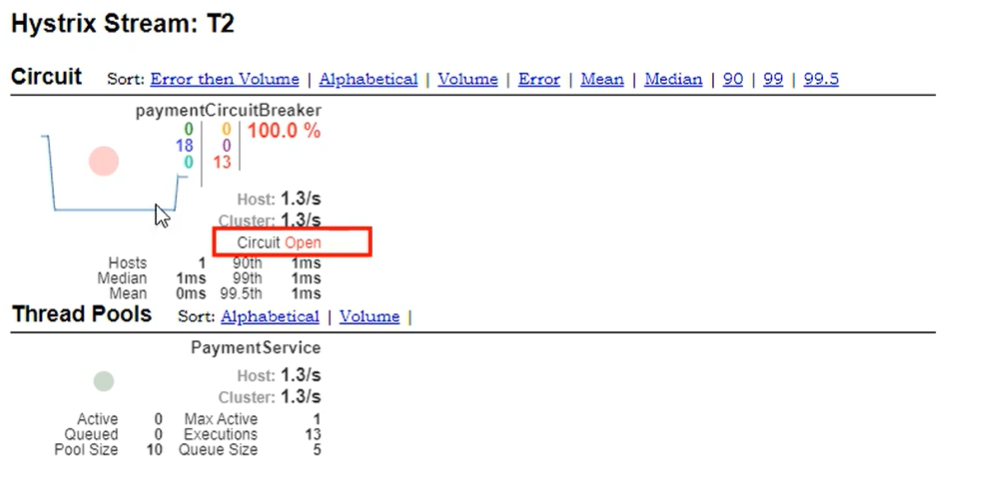 Hystrix Stream: T2
Circuit Sort: Error then Volume | Alphabetical | Volume | Error | Mean | Median | 90 | 99 | 99.5
paymentCircuitBreaker
0 0 100.0 %
18 0
0 13
Host: 1.3/s
Cluster: 1.3/s
Circuit Open
Hosts 1 90th 1ms
Median 1ms 99th 1ms
Mean 0ms 99.5th 1ms
Thread Pools Sort: Alphabetical | Volume |
PaymentService
Host: 1.3/s
Cluster: 1.3/s
Active 0 Max Active 1
Queued 0 Executions 13
Pool Size 10 Queue Size 5